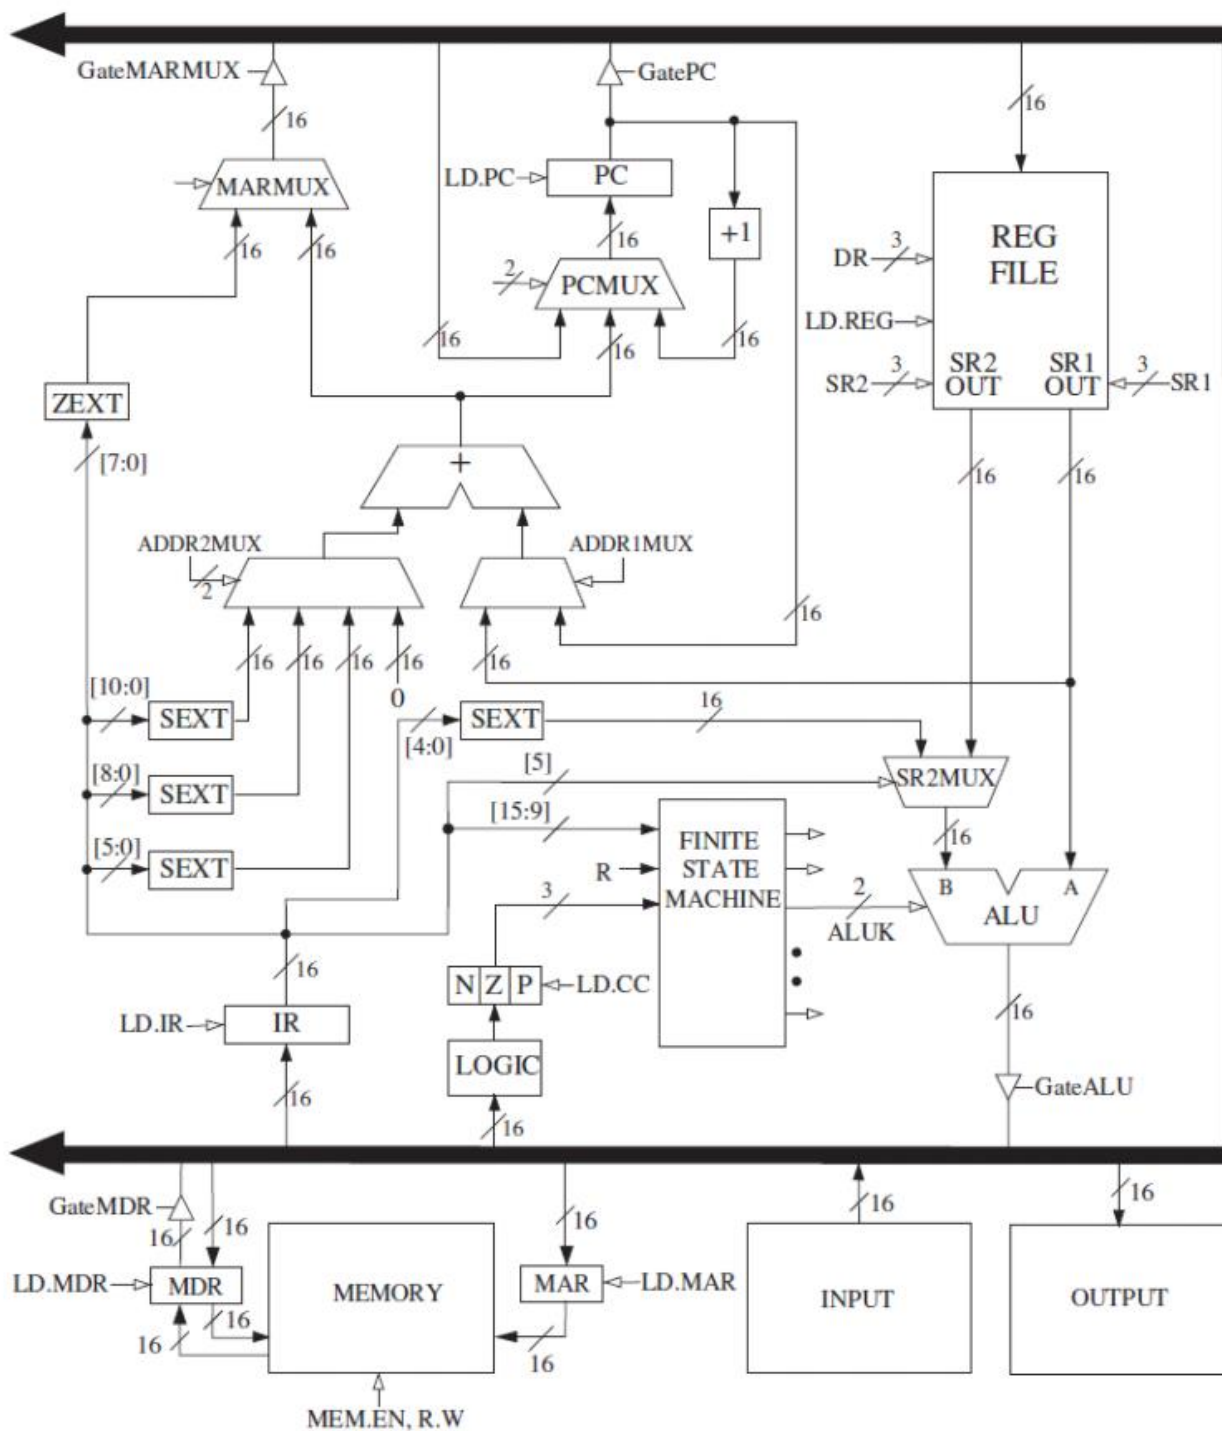 GateMARMUX
GatePC
16
16
MARMUX
LD.PC
PC
16
16
16
+1
REG
FILE
DR
3
2
PCMUX
LD.REG
16
16
16
SR2
3
SR2
OUT
SR1
OUT
3
SR1
ZEXT
[7:0]
+
16
16
ADDR2MUX
2
ADDR1MUX
16
16
16
16
16
16
0
[10:0]
SEXT
[4:0]
SEXT
16
[8:0]
SEXT
[5]
SR2MUX
[15:9]
16
[5:0]
SEXT
FINITE
STATE
MACHINE
R
3
2
ALUK
B
A
ALU
16
N Z P
LD.CC
LD.IR
IR
16
LOGIC
16
16
GateALU
GateMDR
16
16
16
16
16
LD.MDR
MDR
MEMORY
MAR
LD.MAR
INPUT
OUTPUT
16
16
16
MEM.EN, R.W